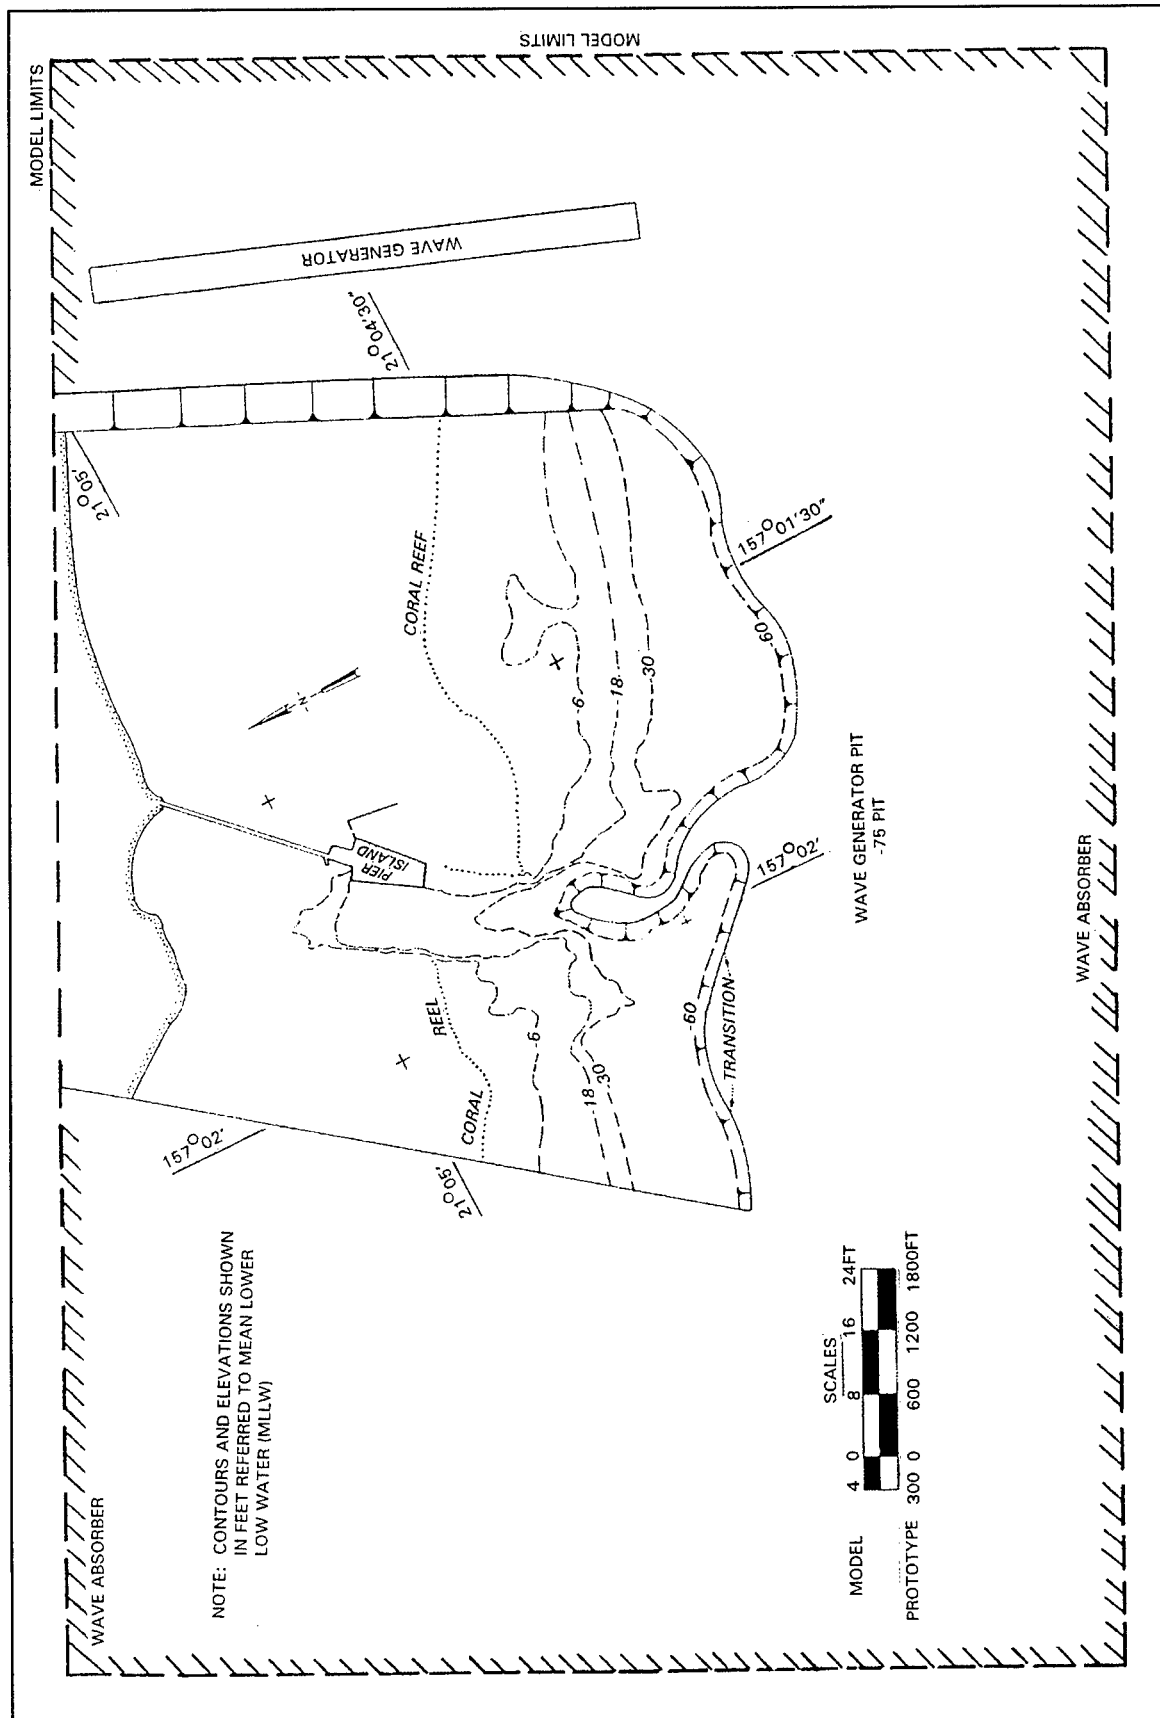 MODEL LIMITS
MODEL LIMITS
WAVE GENERATOR
21°04'30"
21°05'
CORAL REEF
157°01'30"
-6
-18
-30
-60
N
PIER
ISLAND
WAVE GENERATOR PIT
-75 PIT
157°02'
REEL
CORAL
-6
-18
-30
-60
TRANSITION
157°02'
21°05'
WAVE ABSORBER
WAVE ABSORBER
NOTE: CONTOURS AND ELEVATIONS SHOWN
IN FEET REFERRED TO MEAN LOWER
LOW WATER (MLLW)
SCALES
MODEL 4 0 8 16 24FT
PROTOTYPE 300 0 600 1200 1800FT